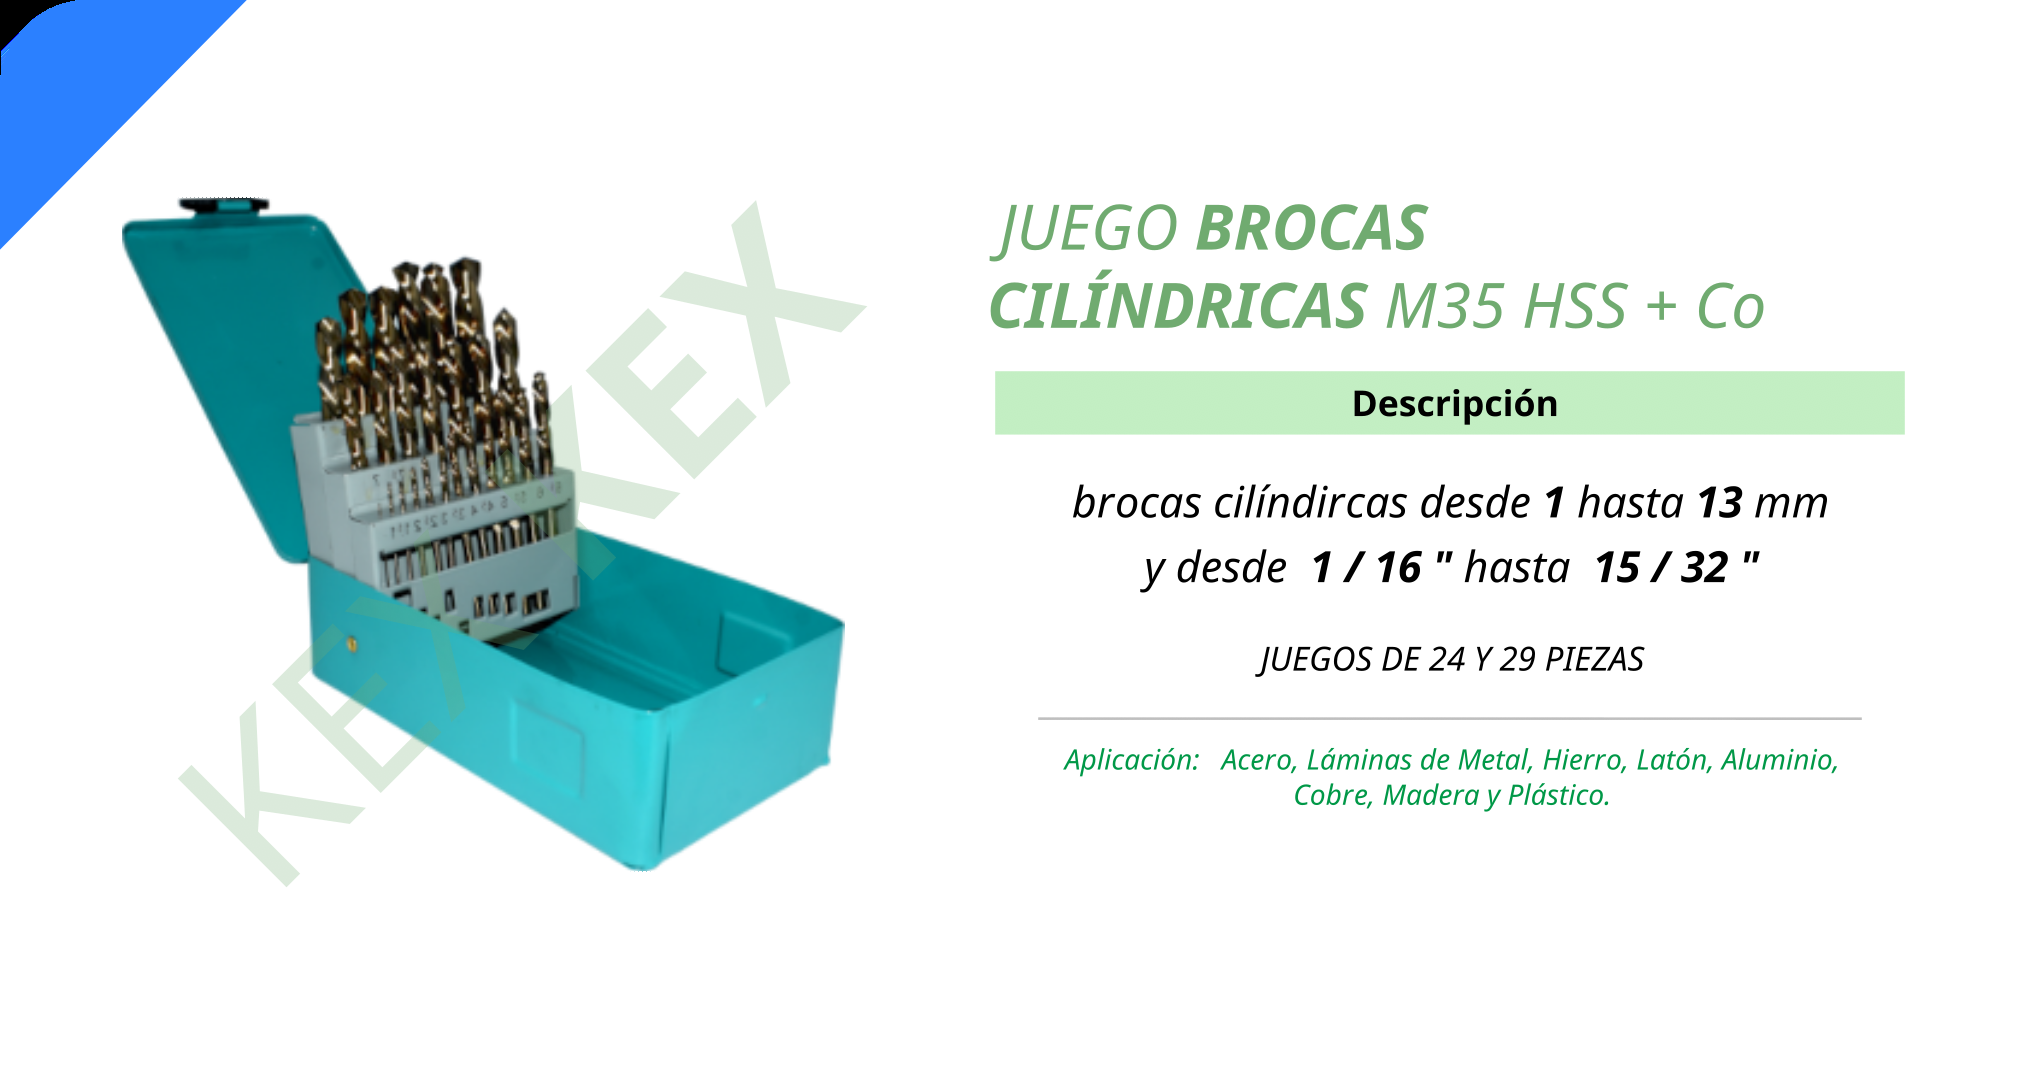 JUEGO BROCAS
CILÍNDRICAS M35 HSS + Co
Descripción
brocas cilíndircas desde 1 hasta 13 mm
y desde 1 / 16 " hasta 15 / 32 "
JUEGOS DE 24 Y 29 PIEZAS
Aplicación: Acero, Láminas de Metal, Hierro, Latón, Aluminio,
Cobre, Madera y Plástico.
KEX KEX